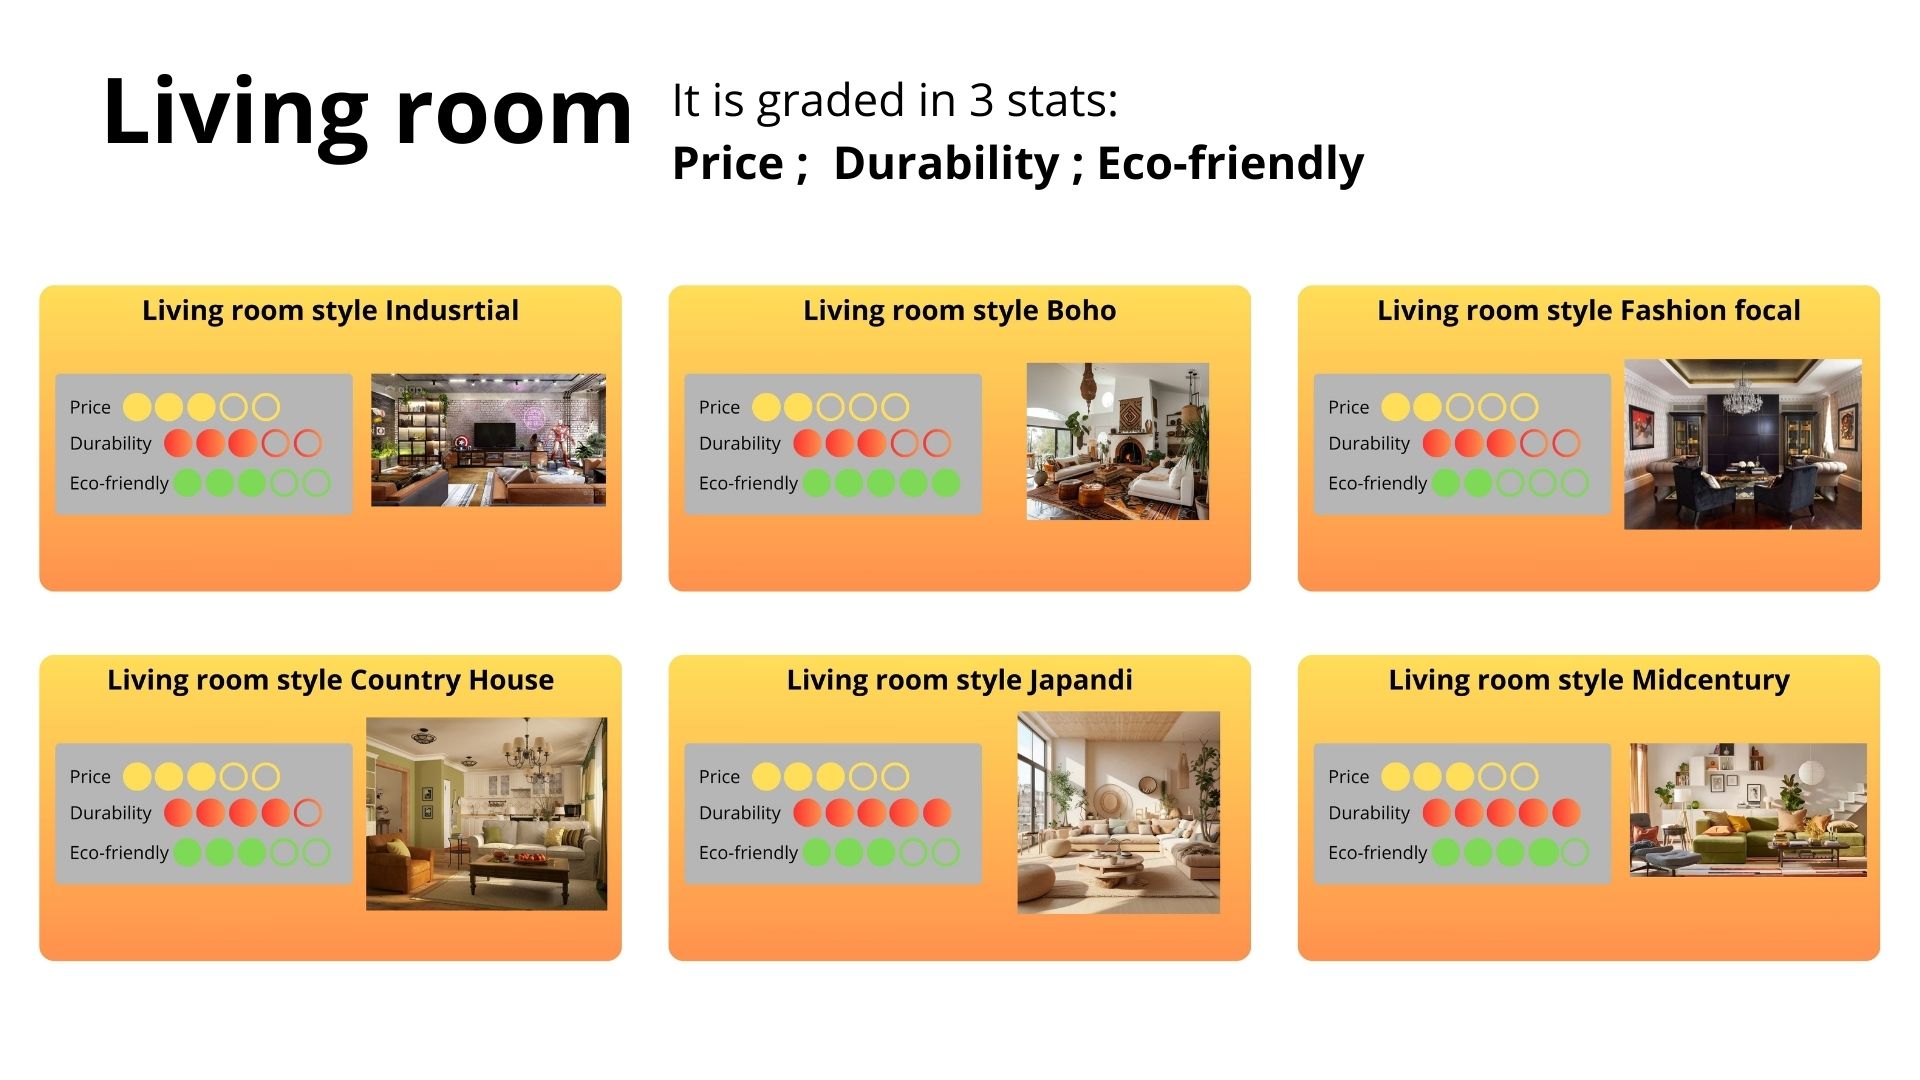 Living room
It is graded in 3 stats:
Price ; Durability ; Eco-friendly
Living room style Indusrtial
Price
Durability
Eco-friendly
Living room style Boho
Price
Durability
Eco-friendly
Living room style Fashion focal
Price
Durability
Eco-friendly
Living room style Country House
Price
Durability
Eco-friendly
Living room style Japandi
Price
Durability
Eco-friendly
Living room style Midcentury
Price
Durability
Eco-friendly